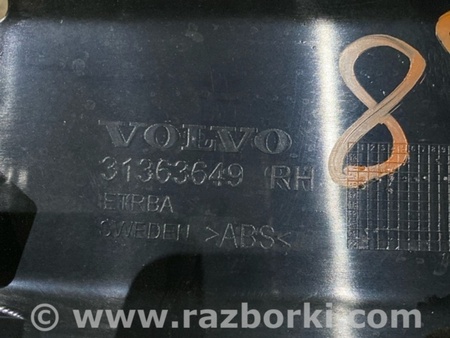 VOLVO
31363649 RH
ETRBA
SWEDEN >ABS<
8
© www.razborki.com